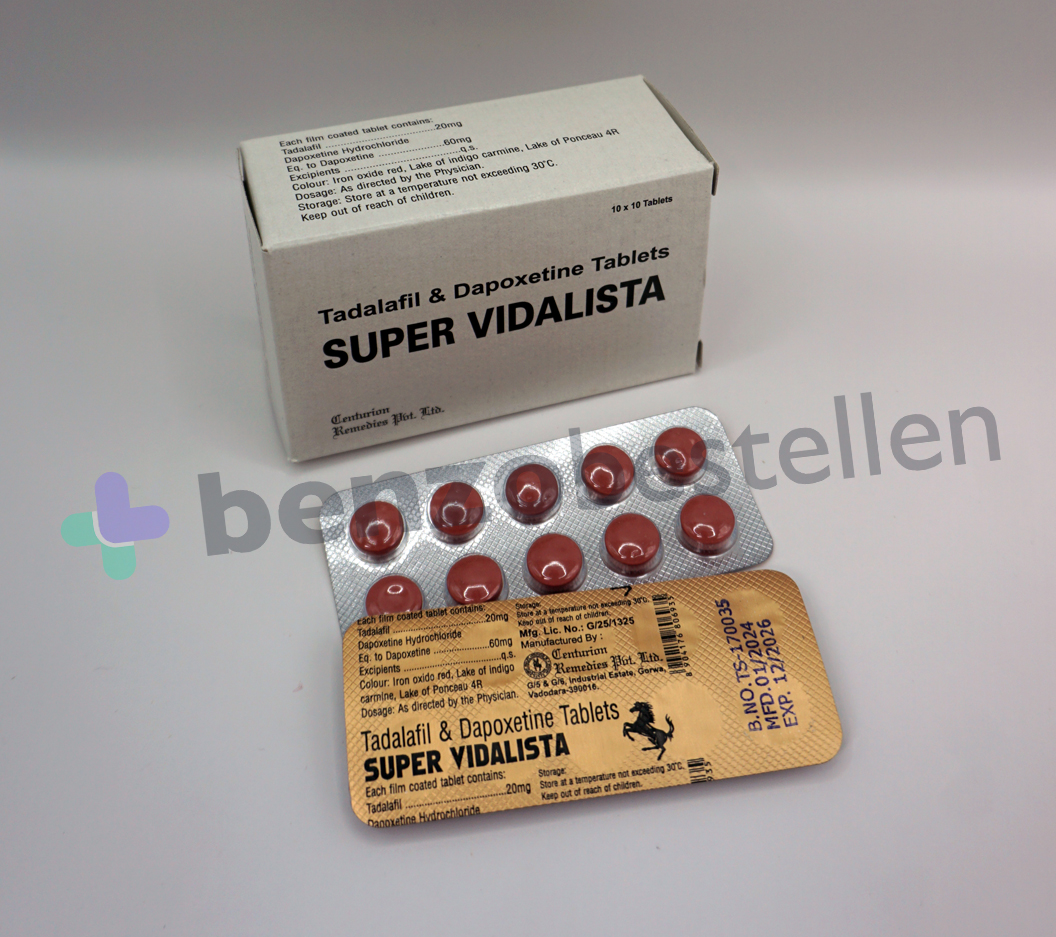 Each film coated tablet contains:
Tadalafil ................................20mg
Dapoxetine Hydrochloride
Eq. to Dapoxetine ...................60mg
Excipients .................................q.s.
Colour: Iron oxide red, Lake of indigo carmine, Lake of Ponceau 4R
Dosage: As directed by the Physician.
Storage: Store at a temperature not exceeding 30°C.
Keep out of reach of children.
10 x 10 Tablets
Tadalafil & Dapoxetine Tablets
SUPER VIDALISTA
Centurion
Remedies Pvt. Ltd.
benzobestellen
Each film coated tablet contains:
Tadalafil ..........................20mg
Dapoxetine Hydrochloride
Eq. to Dapoxetine ..............60mg
Excipients ............................q.s.
Colour: Iron oxido red, Lake of indigo
carmine, Lake of Ponceau 4R
Dosage: As directed by the Physician.
Storage:
Store at a temperature not exceeding 30°C.
Keep out of reach of children.
Mfg. Lic. No.: G/25/1325
Manufactured By :
Centurion
Remedies Pvt. Ltd.
G/5 & G/6, Industrial Estate, Gorwa,
Vadodara-390016.
B.NO.TS-170035
MFD.01/2024
EXP. 12/2026
Tadalafil & Dapoxetine Tablets
SUPER VIDALISTA
Each film coated tablet contains:
Tadalafil ..........................20mg
Dapoxetine Hydrochloride
Storage:
Store at a temperature not exceeding 30°C.
Keep out of reach of children.